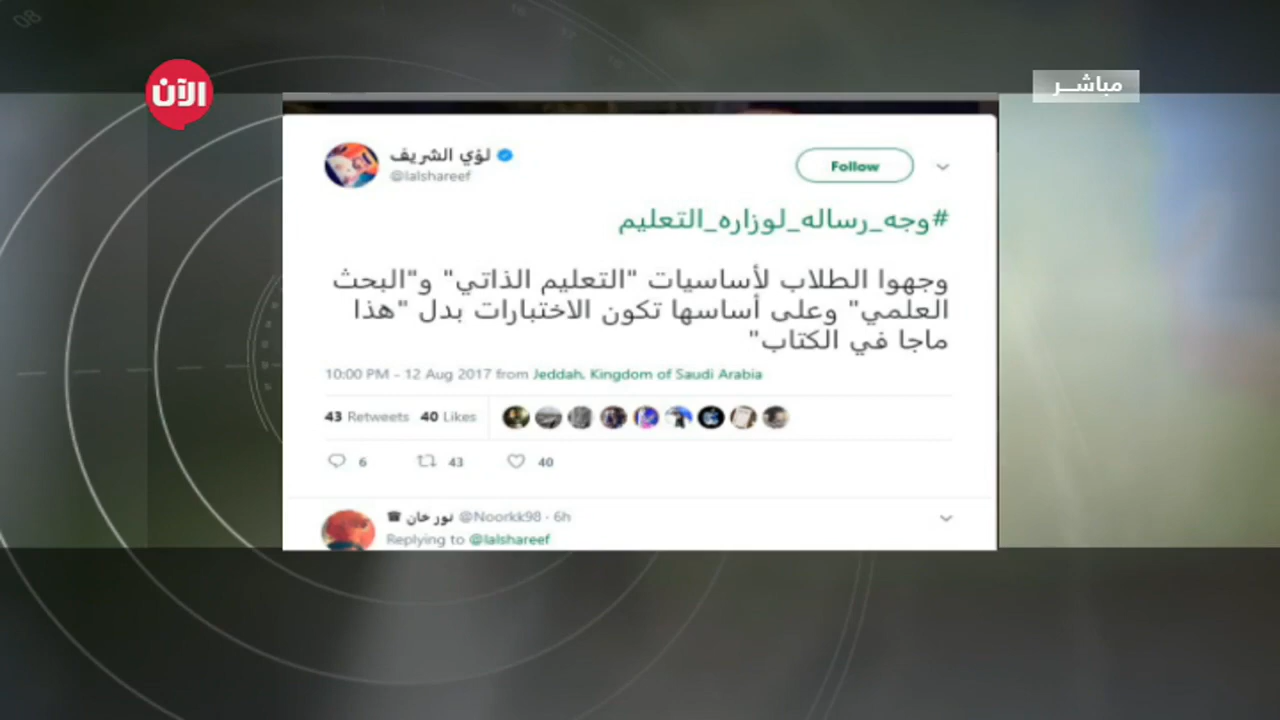 08
الآن
مباشر
لؤي الشريف
@lalshareef
Follow
#وجه_رساله_لوزاره_التعليم
وجهوا الطلاب لأساسيات "التعليم الذاتي" و"البحث
العلمي" وعلى أساسها تكون الاختبارات بدل "هذا
ماجا في الكتاب"
10:00 PM - 12 Aug 2017 from Jeddah, Kingdom of Saudi Arabia
43 Retweets 40 Likes
6 43 40
نور خان ☎ @Noorkk98 · 6h
Replying to @lalshareef